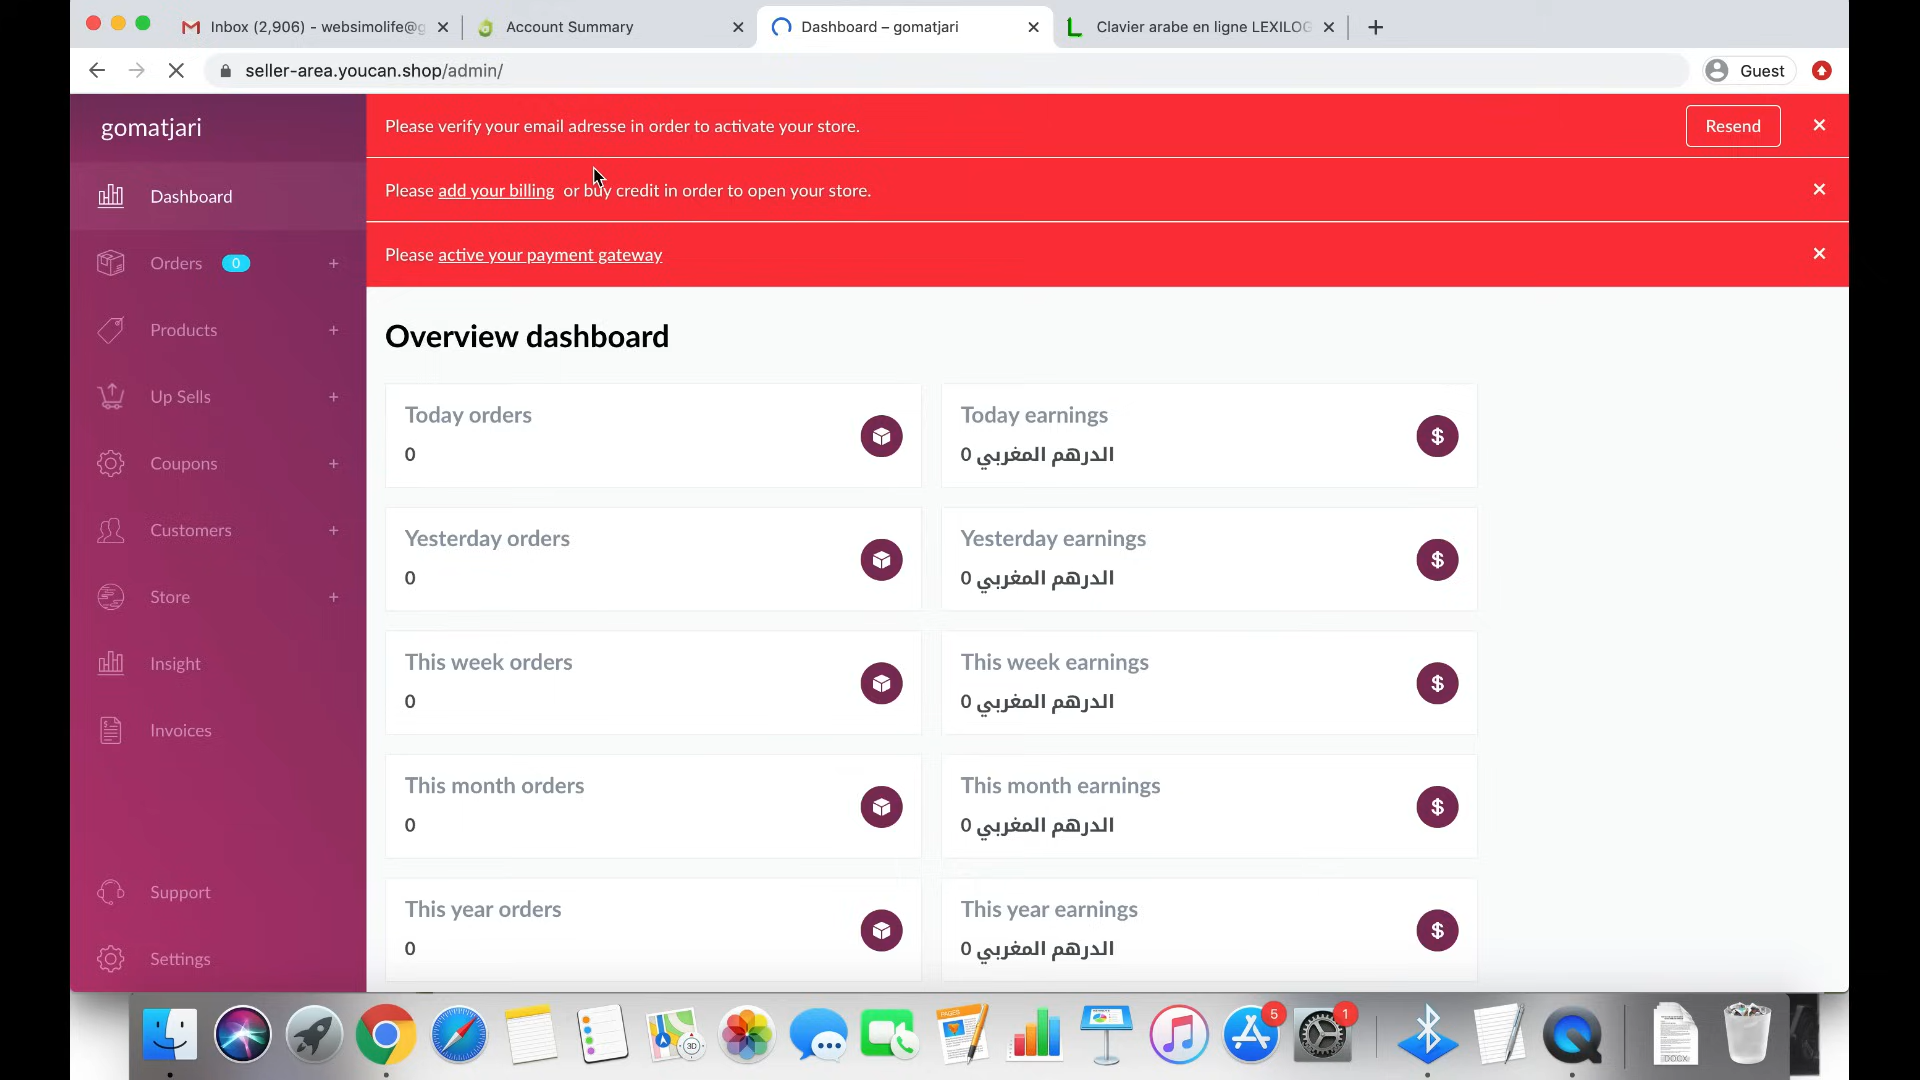 Inbox (2,906) - websimolife@g
Account Summary
Dashboard – gomatjari
Clavier arabe en ligne LEXILOG
seller-area.youcan.shop/admin/
Guest
gomatjari
Dashboard
Orders 0 +
Products +
Up Sells +
Coupons +
Customers +
Store +
Insight
Invoices
Support
Settings
Please verify your email adresse in order to activate your store.
Resend
Please add your billing or buy credit in order to open your store.
Please active your payment gateway
Overview dashboard
Today orders
0
Today earnings
0 الدرهم المغربي
Yesterday orders
0
Yesterday earnings
0 الدرهم المغربي
This week orders
0
This week earnings
0 الدرهم المغربي
This month orders
0
This month earnings
0 الدرهم المغربي
This year orders
0
This year earnings
0 الدرهم المغربي
3D
PAGES
5
1
DOCX